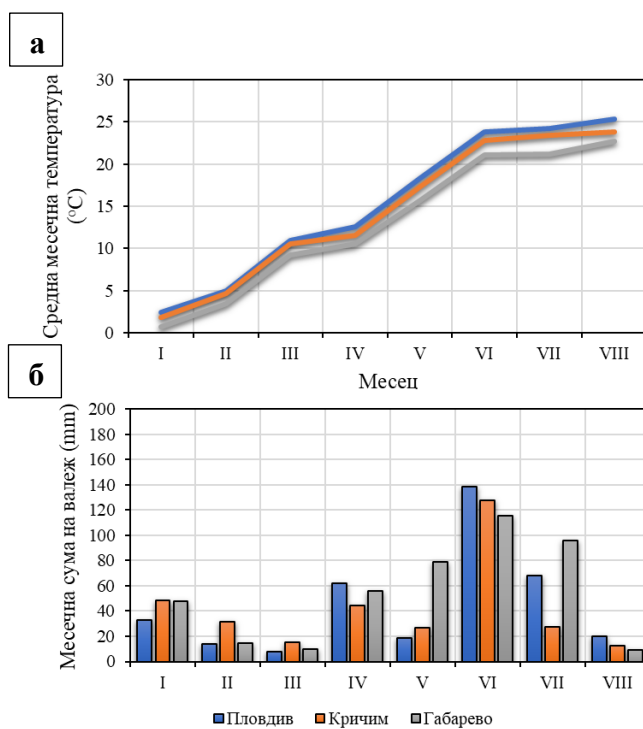 а
Средна месечна температура
(°C)
30
25
20
15
10
5
0
I II III IV V VI VII VIII
Месец
б
Месечна сума на валеж (mm)
200
180
160
140
120
100
80
60
40
20
0
I II III IV V VI VII VIII
Пловдив Кричим Габарево